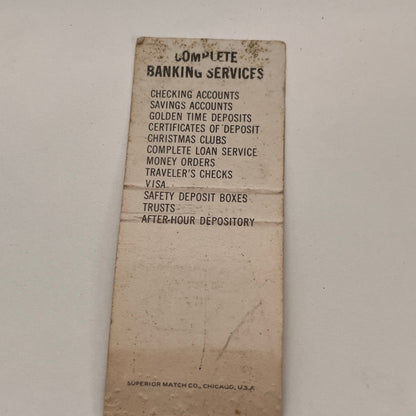 COMPLETE
BANKING SERVICES
CHECKING ACCOUNTS
SAVINGS ACCOUNTS
GOLDEN TIME DEPOSITS
CERTIFICATES OF DEPOSIT
CHRISTMAS CLUBS
COMPLETE LOAN SERVICE
MONEY ORDERS
TRAVELER'S CHECKS
VISA
SAFETY DEPOSIT BOXES
TRUSTS
AFTER-HOUR DEPOSITORY
SUPERIOR MATCH CO., CHICAGO, U.S.A.